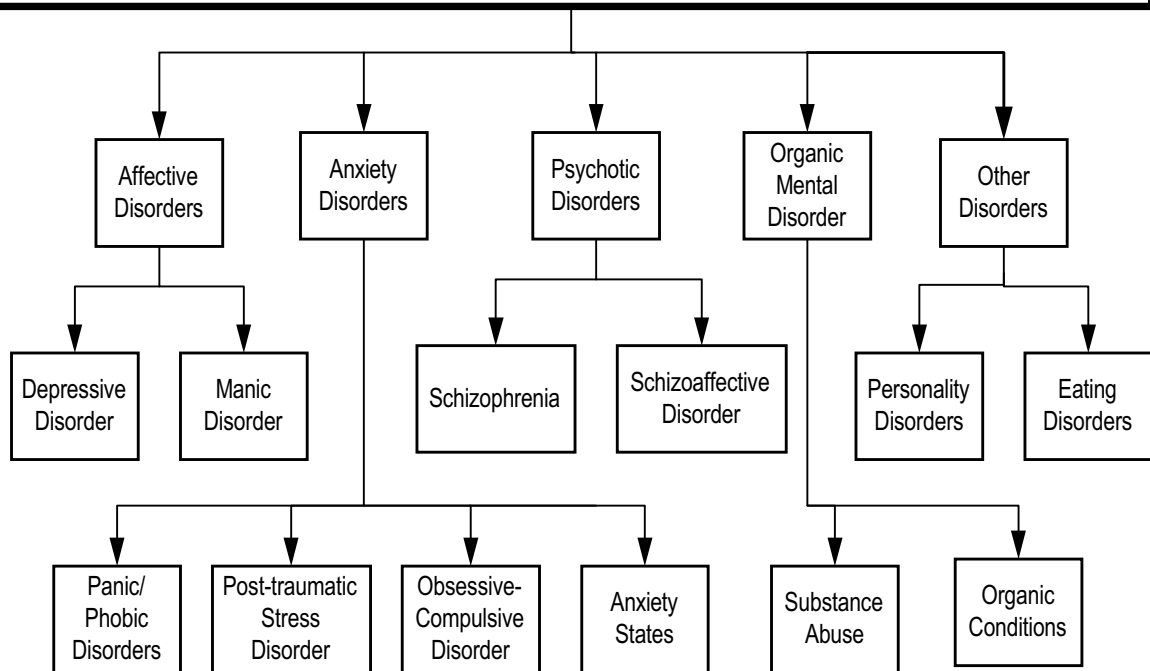 Affective
Disorders
Anxiety
Disorders
Psychotic
Disorders
Organic
Mental
Disorder
Other
Disorders
Depressive
Disorder
Manic
Disorder
Schizophrenia
Schizoaffective
Disorder
Personality
Disorders
Eating
Disorders
Panic/
Phobic
Disorders
Post-traumatic
Stress
Disorder
Obsessive-
Compulsive
Disorder
Anxiety
States
Substance
Abuse
Organic
Conditions